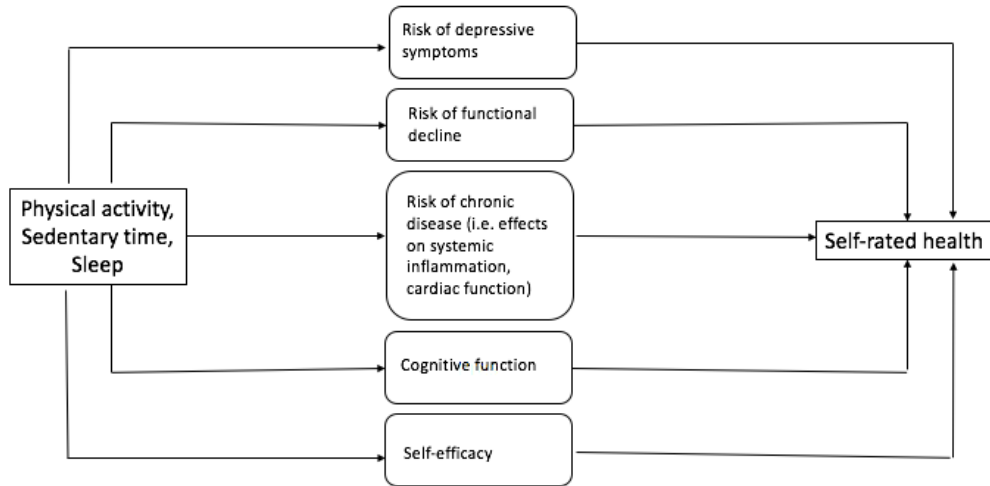 Risk of depressive
symptoms
Risk of functional
decline
Physical activity,
Sedentary time,
Sleep
Risk of chronic
disease (i.e. effects
on systemic
inflammation,
cardiac function)
Self-rated health
Cognitive function
Self-efficacy